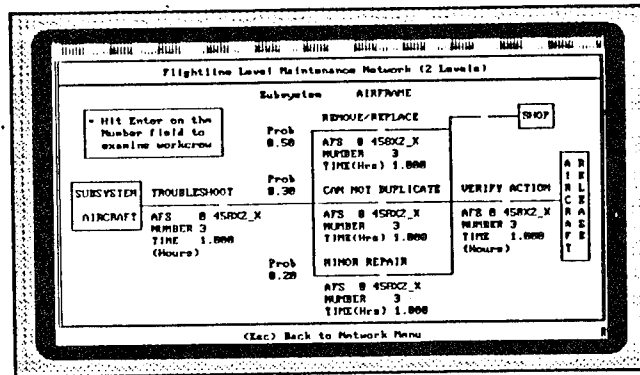 Flightline Level Maintenance Network (2 Levels)
Subsystem AIRFRAME
* Hit Enter on the
Number field to
examine workcrew
REMOVE/REPLACE
SHOP
Prob
0.50
AFS 0 458X2_X
NUMBER 3
TIME(Hrs) 1.000
SUBSYSTEM
AIRCRAFT
TROUBLESHOOT
AFS 0 458X2_X
NUMBER 3
TIME 1.000
(Hours)
Prob
0.30
CAN NOT DUPLICATE
AFS 0 458X2_X
NUMBER 3
TIME(Hrs) 1.000
VERIFY ACTION
AFS 0 458X2_X
NUMBER 3
TIME 1.000
(Hours)
AIRCRAFT
RELEASE
Prob
0.20
MINOR REPAIR
AFS 0 458X2_X
NUMBER 3
TIME(Hrs) 1.000
(Esc) Back to Network Menu